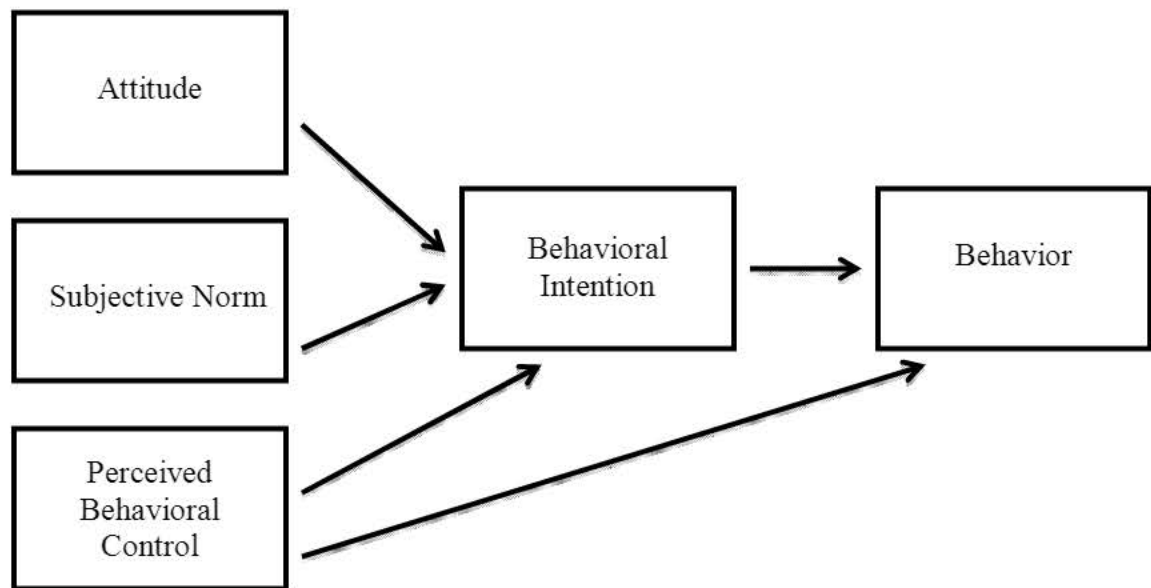 Attitude
Subjective Norm
Perceived
Behavioral
Control
Behavioral
Intention
Behavior